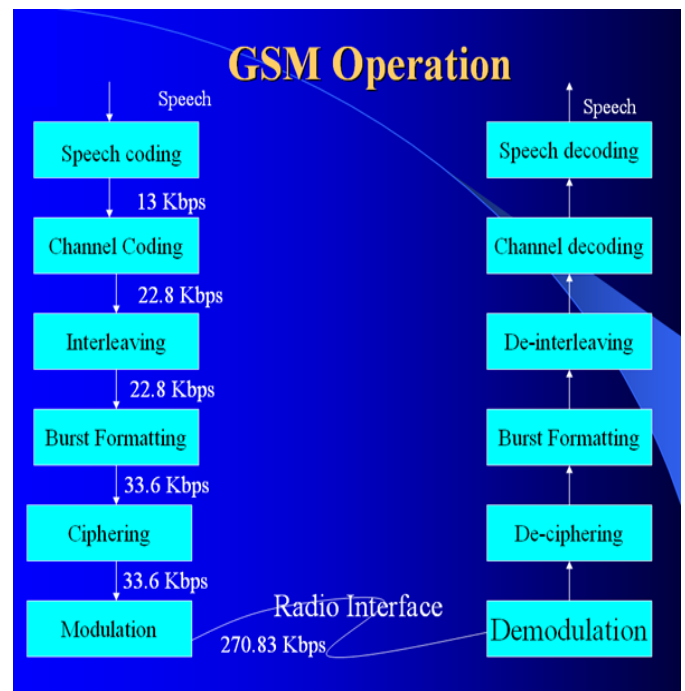 GSM Operation
Speech
Speech coding
13 Kbps
Channel Coding
22.8 Kbps
Interleaving
22.8 Kbps
Burst Formatting
33.6 Kbps
Ciphering
33.6 Kbps
Modulation
Radio Interface
270.83 Kbps
Speech
Speech decoding
Channel decoding
De-interleaving
Burst Formatting
De-ciphering
Demodulation